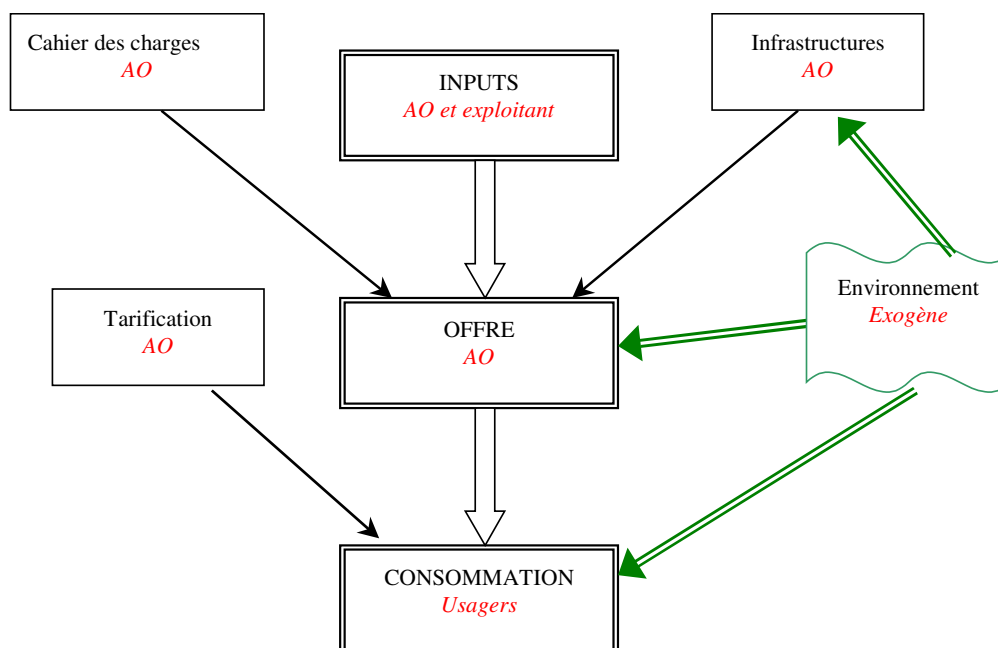 Cahier des charges
AO
INPUTS
AO et exploitant
Infrastructures
AO
Environnement
Exogène
Tarification
AO
OFFRE
AO
CONSOMMATION
Usagers